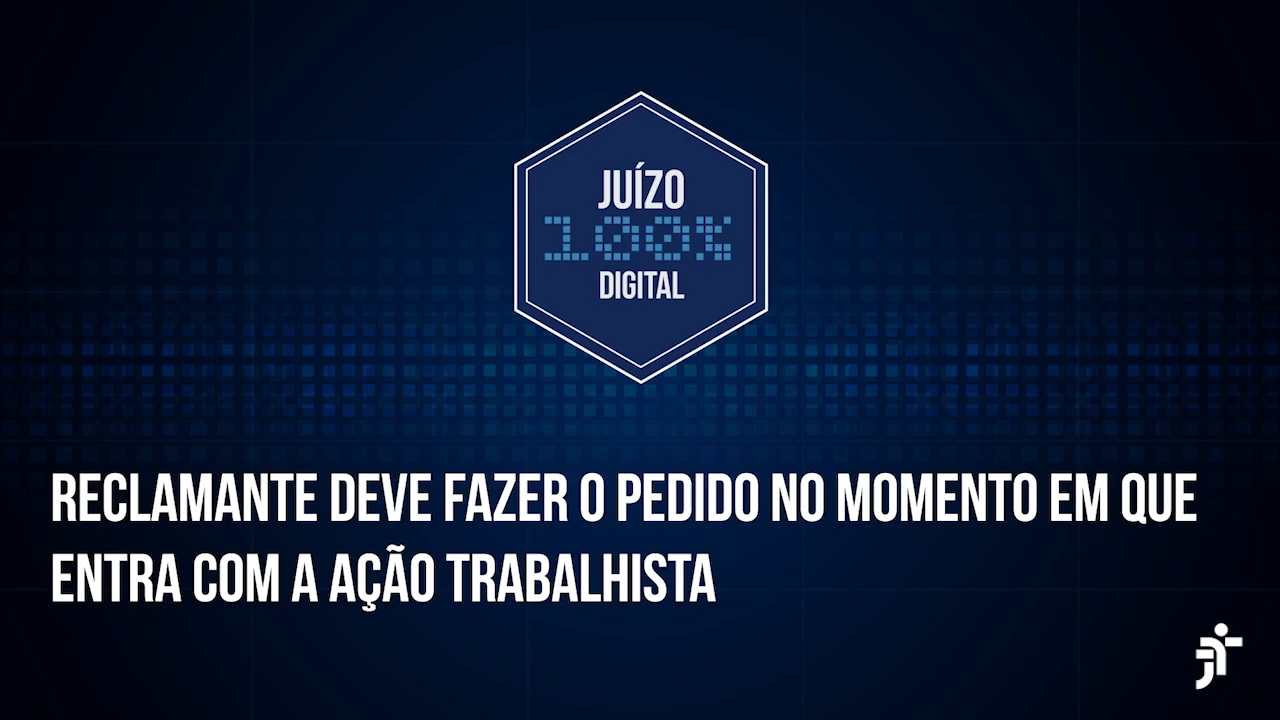 JUÍZO
100%
DIGITAL
RECLAMANTE DEVE FAZER O PEDIDO NO MOMENTO EM QUE
ENTRA COM A AÇÃO TRABALHISTA